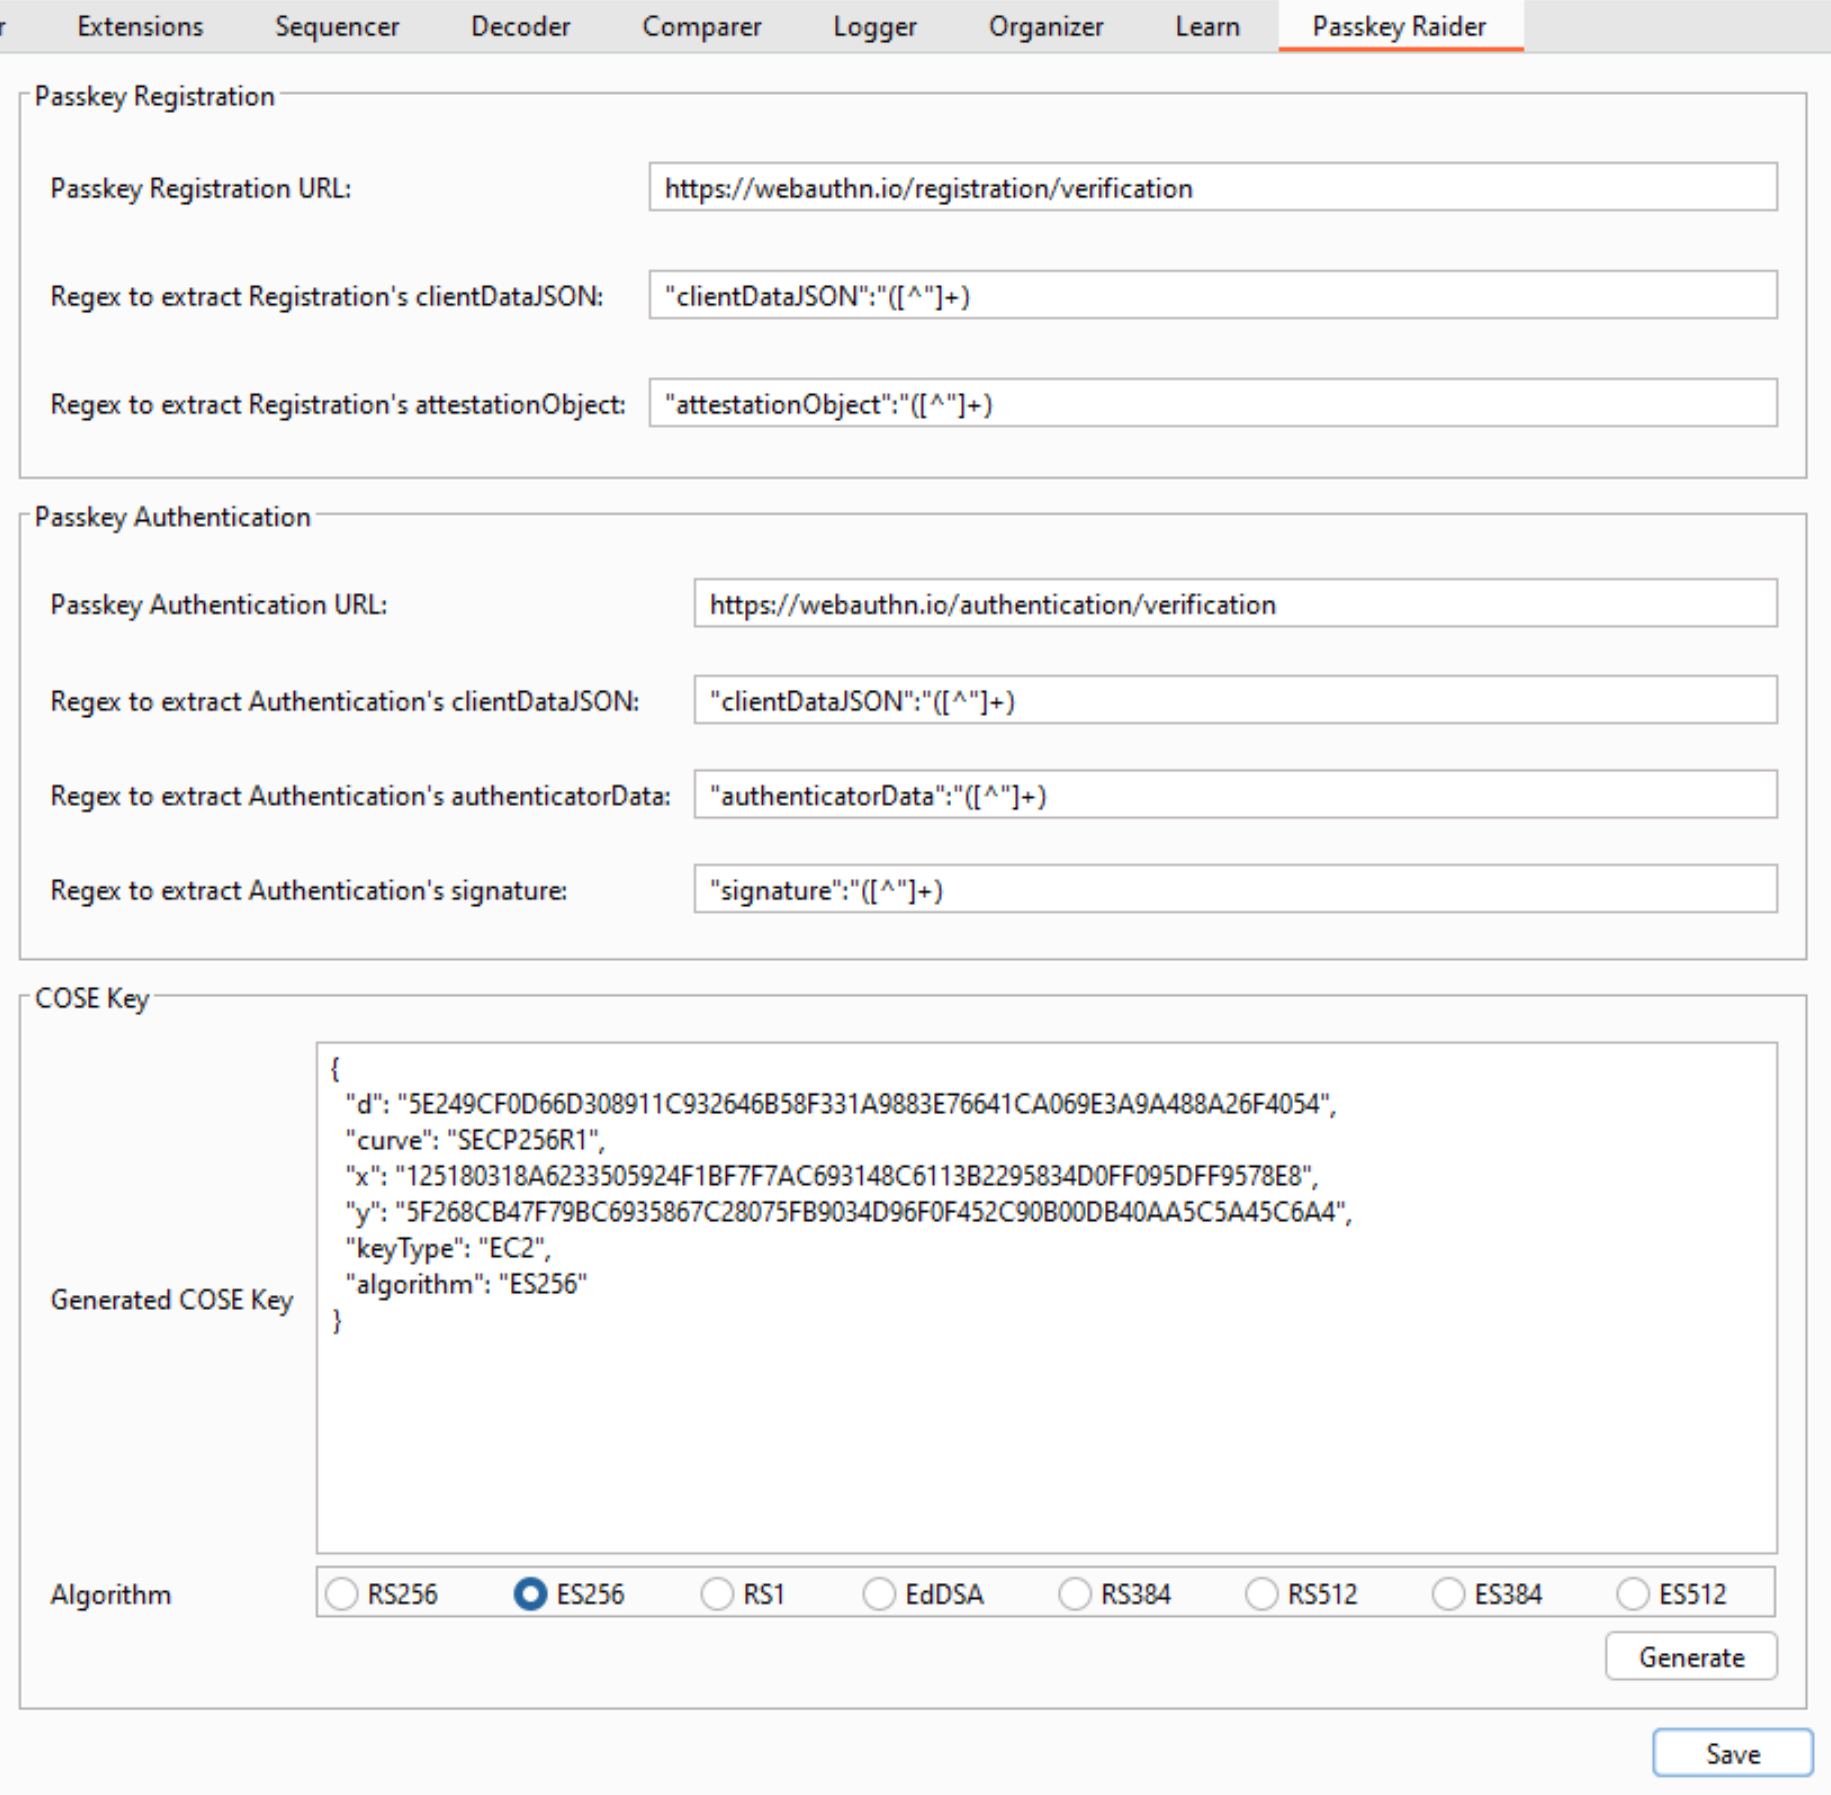 r Extensions Sequencer Decoder Comparer Logger Organizer Learn Passkey Raider
Passkey Registration
Passkey Registration URL: https://webauthn.io/registration/verification
Regex to extract Registration's clientDataJSON: "clientDataJSON":"([^"]+)
Regex to extract Registration's attestationObject: "attestationObject":"([^"]+)
Passkey Authentication
Passkey Authentication URL: https://webauthn.io/authentication/verification
Regex to extract Authentication's clientDataJSON: "clientDataJSON":"([^"]+)
Regex to extract Authentication's authenticatorData: "authenticatorData":"([^"]+)
Regex to extract Authentication's signature: "signature":"([^"]+)
COSE Key
{
"d": "5E249CF0D66D308911C932646B58F331A9883E76641CA069E3A9A488A26F4054",
"curve": "SECP256R1",
"x": "125180318A6233505924F1BF7F7AC693148C6113B2295834D0FF095DFF9578E8",
"y": "5F268CB47F79BC6935867C28075FB9034D96F0F452C90B00DB40AA5C5A45C6A4",
"keyType": "EC2",
"algorithm": "ES256"
}
Generated COSE Key
Algorithm RS256 ES256 RS1 EdDSA RS384 RS512 ES384 ES512
Generate
Save